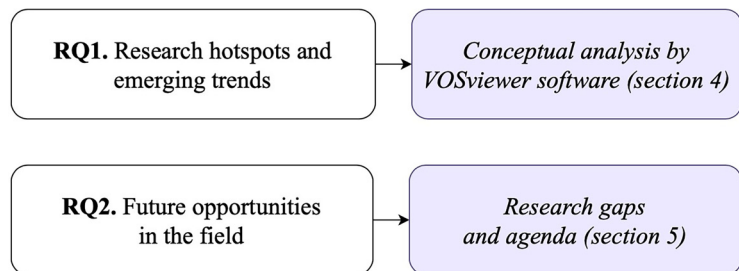 RQ1. Research hotspots and
emerging trends
Conceptual analysis by
VOSviewer software (section 4)
RQ2. Future opportunities
in the field
Research gaps
and agenda (section 5)